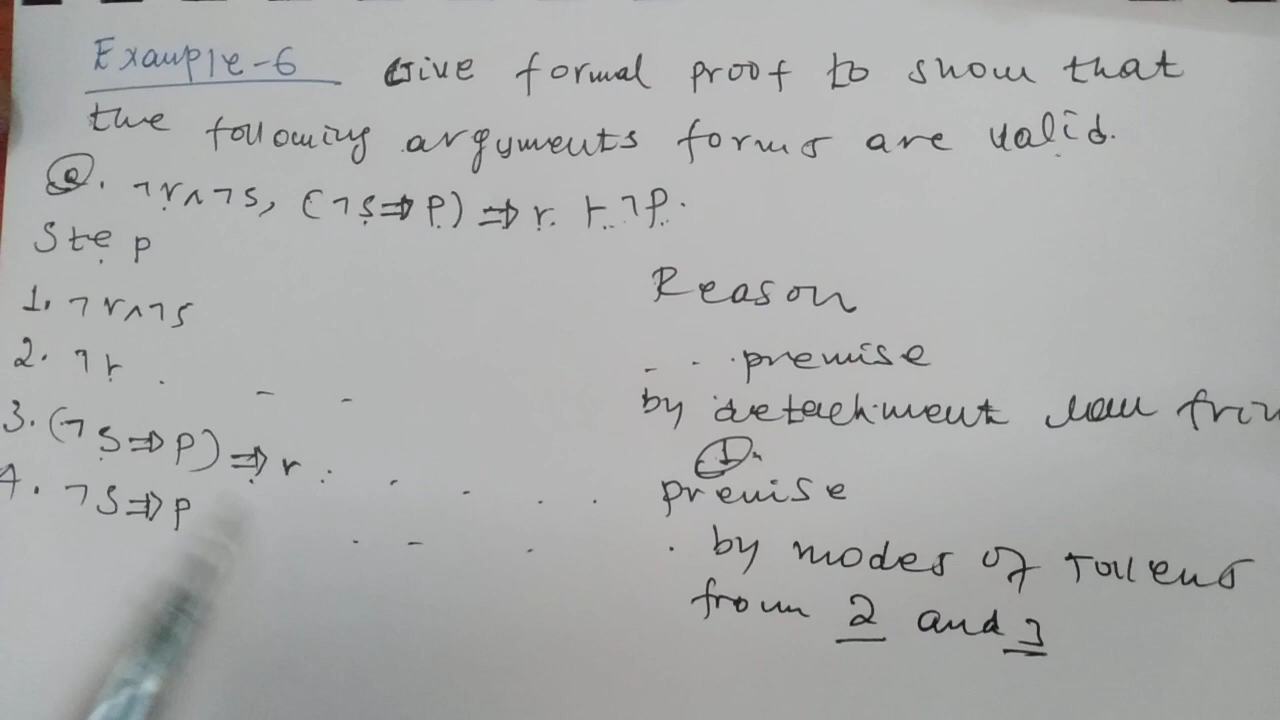 Example-6 Give formal proof to show that
the following arguments forms are valid.
a. ¬r∧¬s, (¬s⇒p)⇒r ⊢ ¬p.
Step
Reason
1. ¬r∧¬s
premise
2. ¬r
by detachment law from
1.
3. (¬s⇒p)⇒r
premise
4. ¬s⇒p
by modes of Tollens
from 2 and 3